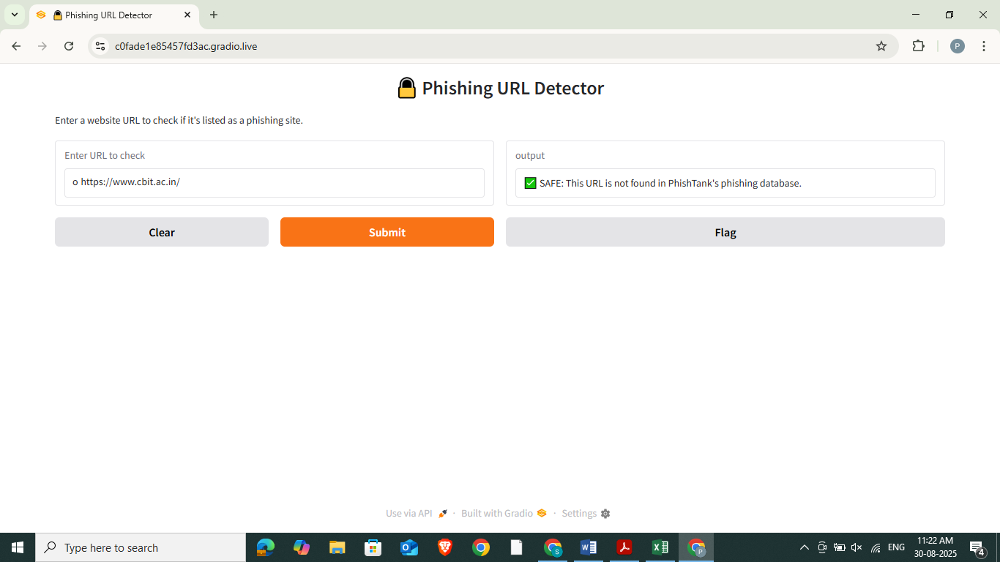 Phishing URL Detector
c0fade1e85457fd3ac.gradio.live
P
Phishing URL Detector
Enter a website URL to check if it's listed as a phishing site.
Enter URL to check
o https://www.cbit.ac.in/
output
SAFE: This URL is not found in PhishTank's phishing database.
Clear
Submit
Flag
Use via API · Built with Gradio · Settings
Type here to search
S
P
ENG
11:22 AM
30-08-2025
4